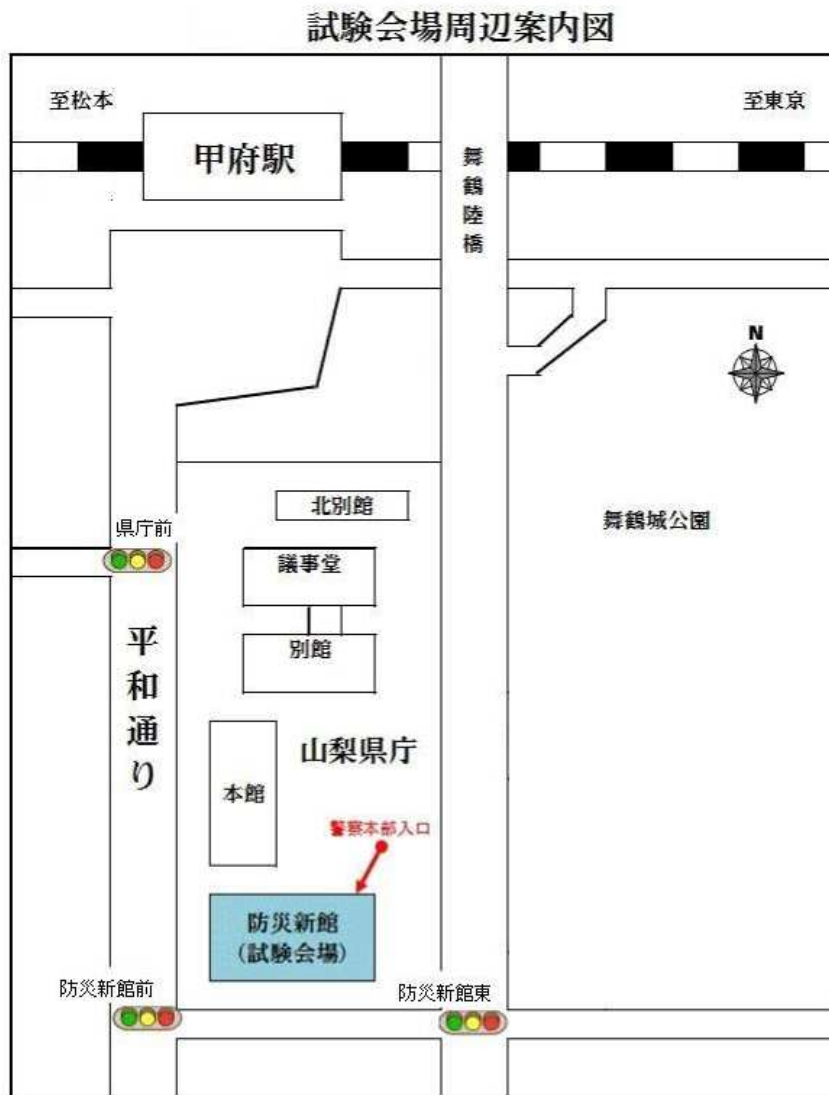 試験会場周辺案内図
至松本
至東京
甲府駅
舞鶴陸橋
N
北別館
県庁前
舞鶴城公園
議事堂
平和通り
別館
山梨県庁
本館
警察本部入口
防災新館
(試験会場)
防災新館前
防災新館東